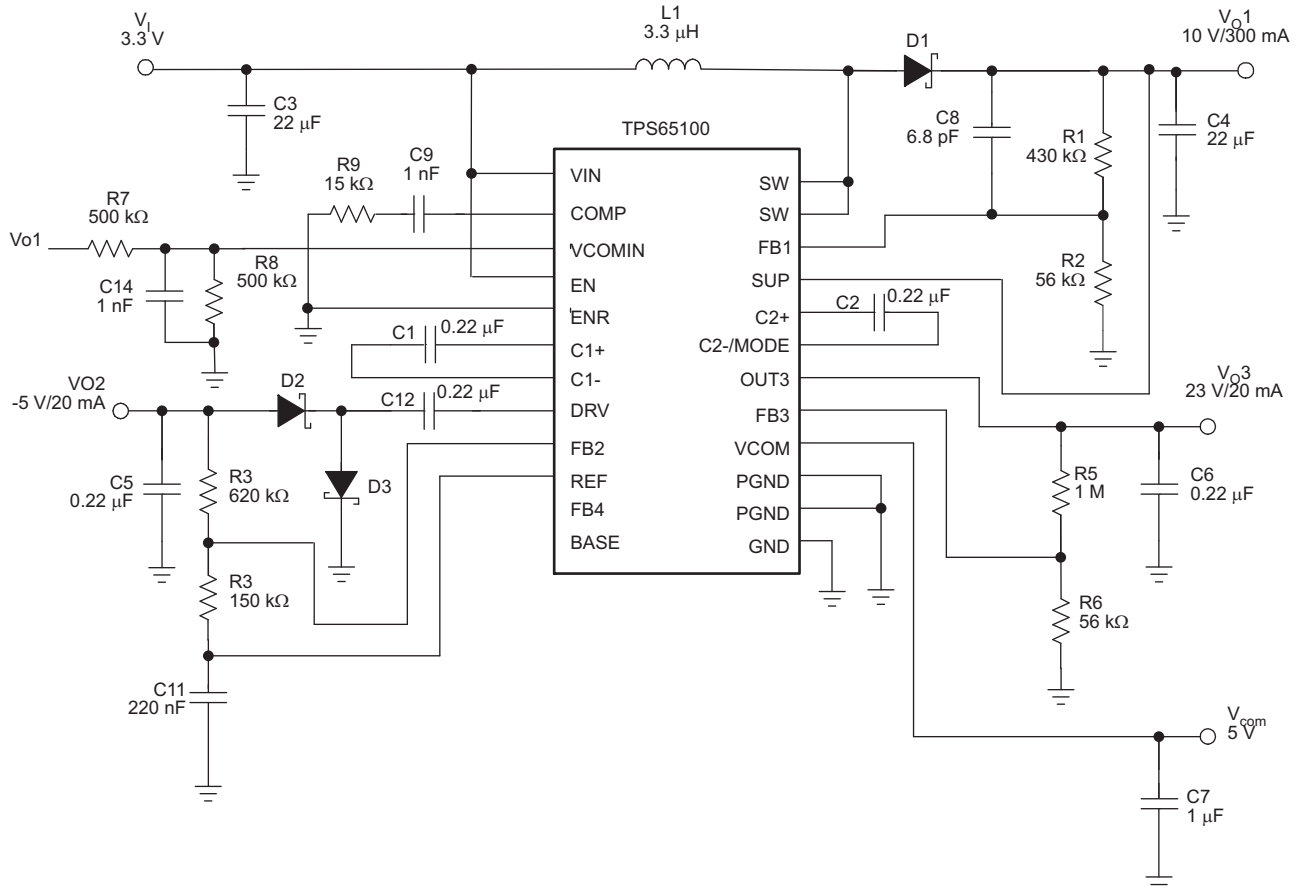 V_I
3.3 V
L1
3.3 µH
D1
V_O1
10 V/300 mA
C3
22 µF
TPS65100
C8
6.8 pF
R1
430 kΩ
C4
22 µF
R9
15 kΩ
C9
1 nF
R7
500 kΩ
Vo1
C14
1 nF
R8
500 kΩ
VIN
COMP
VCOMIN
EN
ENR
C1+
C1-
DRV
FB2
REF
FB4
BASE
SW
SW
FB1
SUP
C2+
C2-/MODE
OUT3
FB3
VCOM
PGND
PGND
GND
R2
56 kΩ
C2
0.22 µF
C1
0.22 µF
VO2
-5 V/20 mA
D2
C12
0.22 µF
V_O3
23 V/20 mA
C5
0.22 µF
R3
620 kΩ
D3
R5
1 M
C6
0.22 µF
R3
150 kΩ
R6
56 kΩ
C11
220 nF
V_com
5 V
C7
1 µF